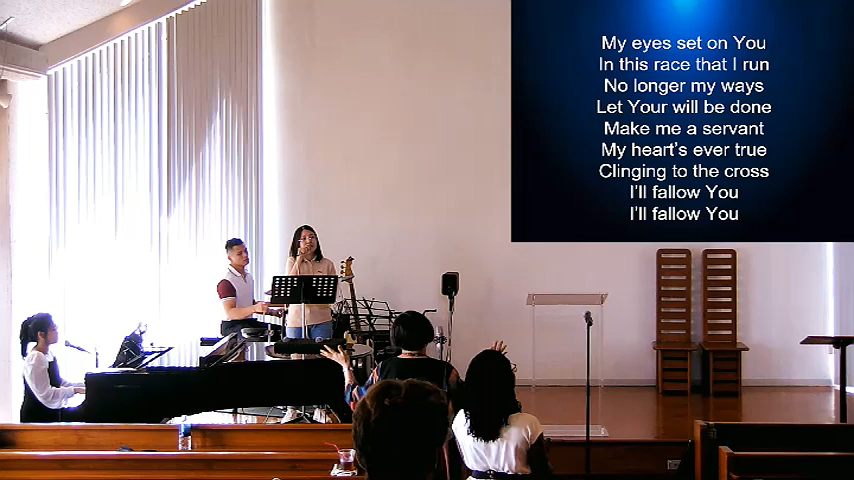 My eyes set on You
In this race that I run
No longer my ways
Let Your will be done
Make me a servant
My heart's ever true
Clinging to the cross
I'll fallow You
I'll fallow You